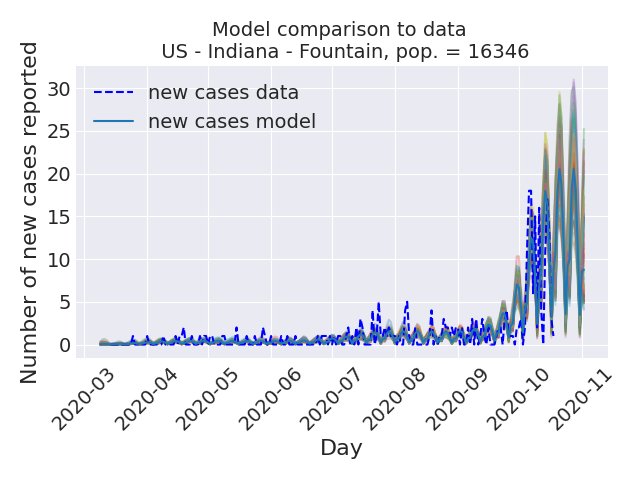 Model comparison to data
US - Indiana - Fountain, pop. = 16346
Number of new cases reported
30
25
20
15
10
5
0
new cases data
new cases model
2020-03
2020-04
2020-05
2020-06
2020-07
2020-08
2020-09
2020-10
2020-11
Day